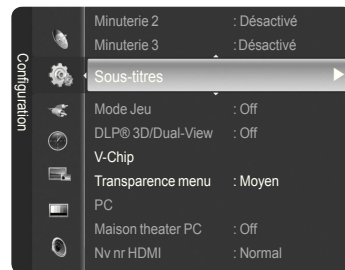 Configuration
Minuterie 2 : Désactivé
Minuterie 3 : Désactivé
Sous-titres
Mode Jeu : Off
DLP® 3D/Dual-View : Off
V-Chip
Transparence menu : Moyen
PC
Maison theater PC : Off
Nv nr HDMI : Normal